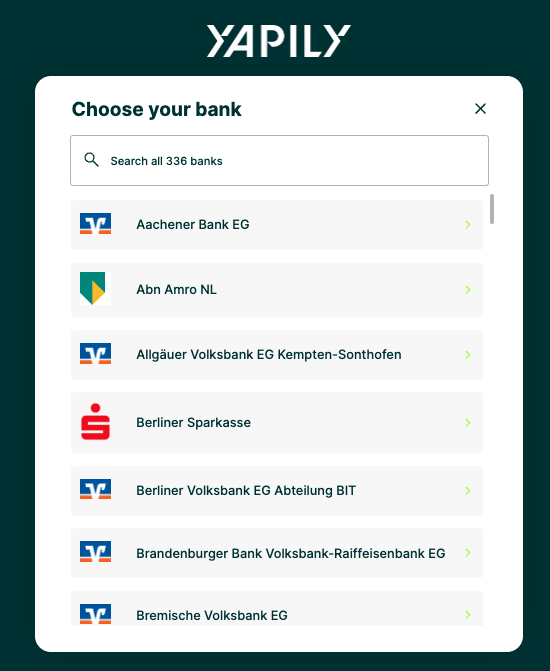 YAPILY
Choose your bank
Search all 336 banks
Aachener Bank EG
Abn Amro NL
Allgäuer Volksbank EG Kempten-Sonthofen
Berliner Sparkasse
Berliner Volksbank EG Abteilung BIT
Brandenburger Bank Volksbank-Raiffeisenbank EG
Bremische Volksbank EG